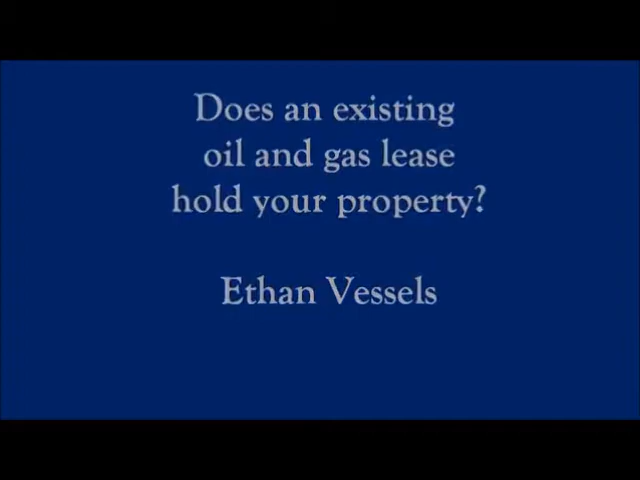 Does an existing
oil and gas lease
hold your property?
Ethan Vessels